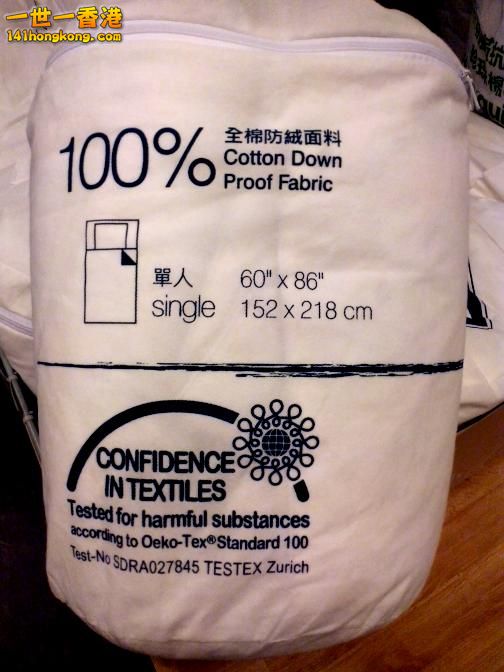 一世一香港
141hongkong.com
100%
全棉防絨面料
Cotton Down
Proof Fabric
單人 60" x 86"
single 152 x 218 cm
CONFIDENCE
IN TEXTILES
Tested for harmful substances
according to Oeko-Tex®Standard 100
Test-No SDRA027845 TESTEX Zurich